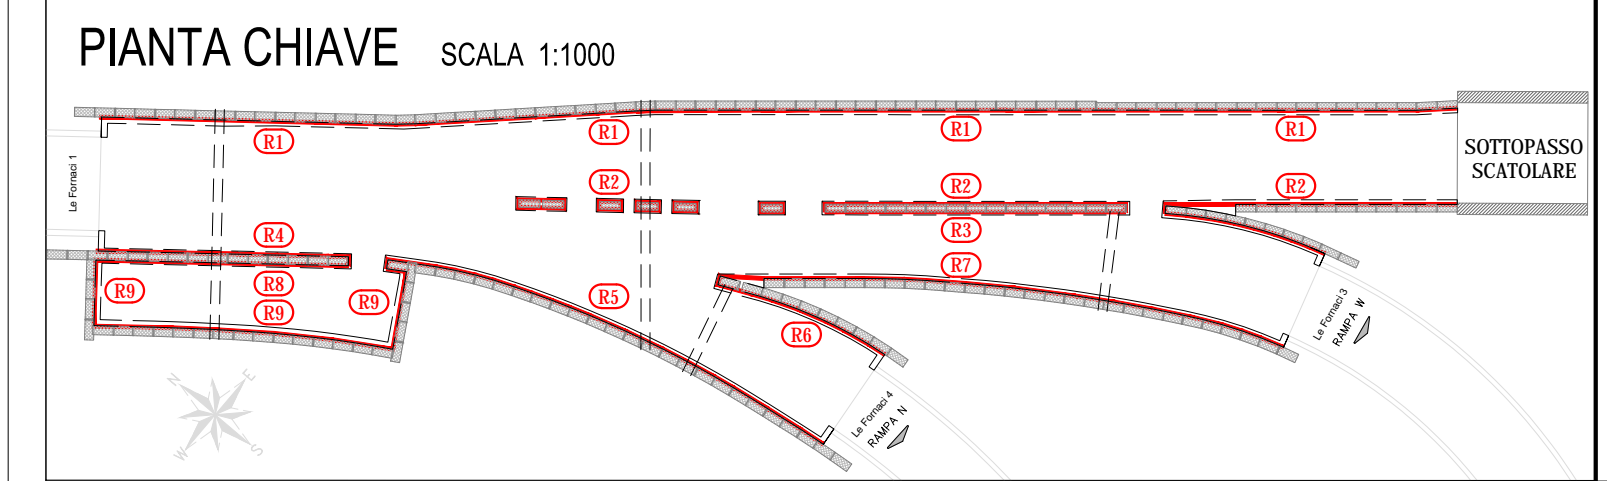 PIANTA CHIAVE SCALA 1:1000
R1 R1 R1 R1
SOTTOPASSO
SCATOLARE
Le Fornaci 1
R2 R2 R2
R4 R3
R9 R8 R9 R5 R7
R9
R6
Le Fornaci 3
RAMPA W
Le Fornaci 4
RAMPA N
N E
W S